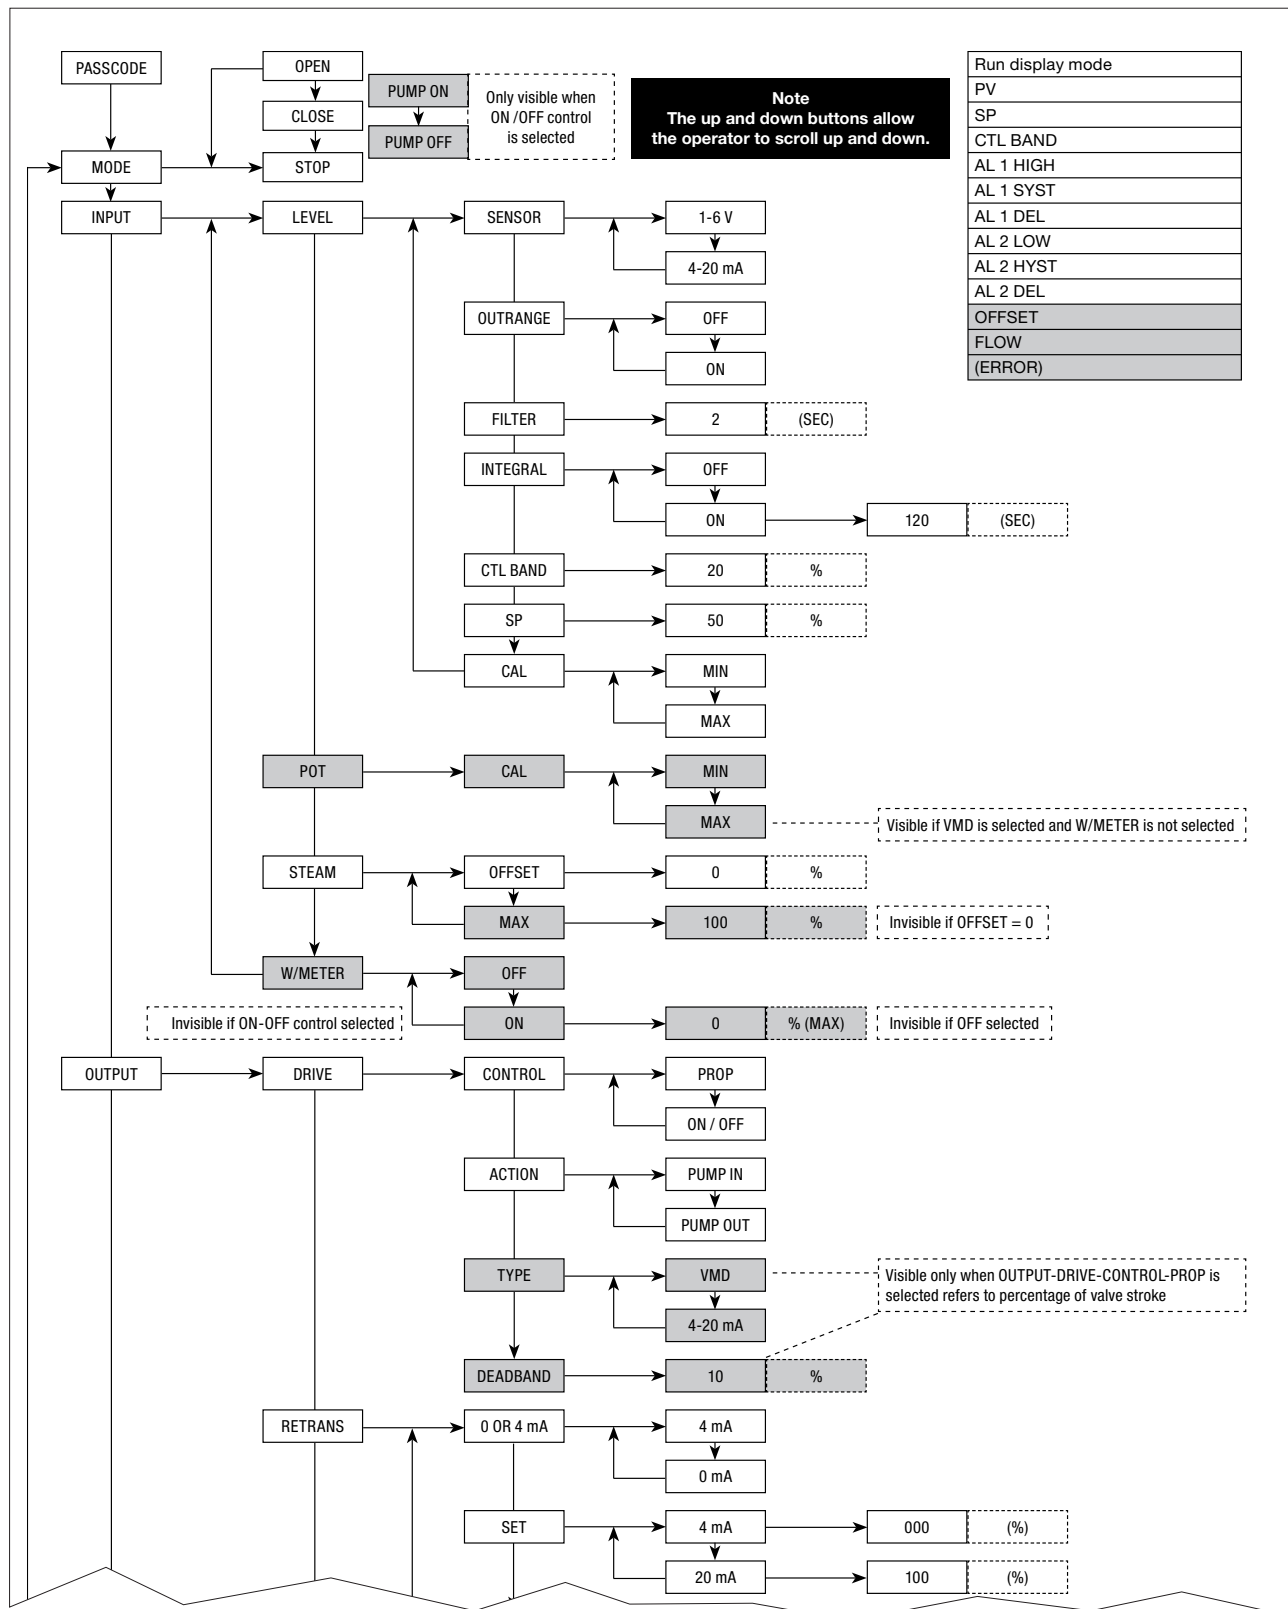 PASSCODE
OPEN
CLOSE
STOP
PUMP ON
PUMP OFF
Only visible when
ON /OFF control
is selected
Note
The up and down buttons allow
the operator to scroll up and down.
Run display mode
PV
SP
CTL BAND
AL 1 HIGH
AL 1 SYST
AL 1 DEL
AL 2 LOW
AL 2 HYST
AL 2 DEL
OFFSET
FLOW
(ERROR)
MODE
INPUT
LEVEL
SENSOR
1-6 V
4-20 mA
OUTRANGE
OFF
ON
FILTER
2
(SEC)
INTEGRAL
OFF
ON
120
(SEC)
CTL BAND
20
%
SP
50
%
CAL
MIN
MAX
POT
CAL
MIN
MAX
Visible if VMD is selected and W/METER is not selected
STEAM
OFFSET
0
%
MAX
100
%
Invisible if OFFSET = 0
W/METER
OFF
Invisible if ON-OFF control selected
ON
0
% (MAX)
Invisible if OFF selected
OUTPUT
DRIVE
CONTROL
PROP
ON / OFF
ACTION
PUMP IN
PUMP OUT
TYPE
VMD
4-20 mA
Visible only when OUTPUT-DRIVE-CONTROL-PROP is
selected refers to percentage of valve stroke
DEADBAND
10
%
RETRANS
0 OR 4 mA
4 mA
0 mA
SET
4 mA
000
(%)
20 mA
100
(%)